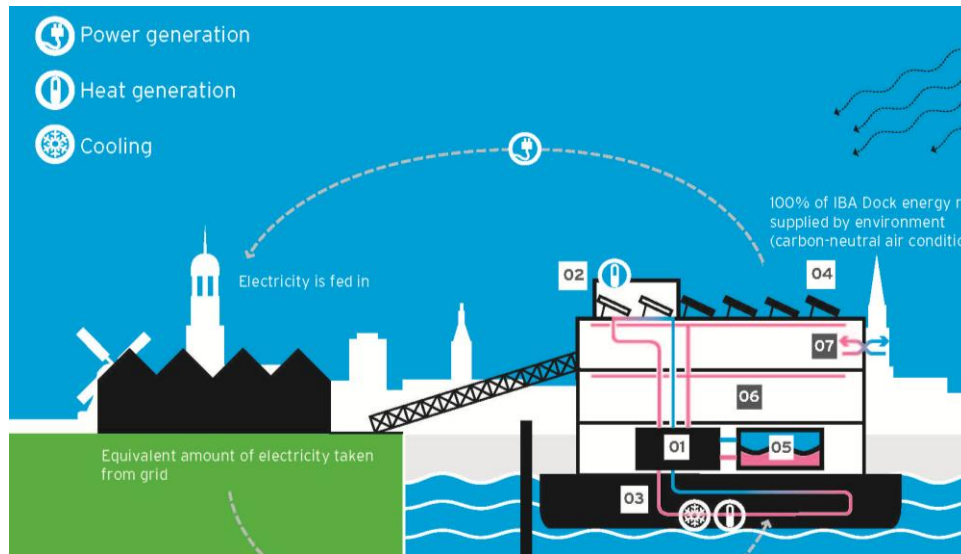 Power generation
Heat generation
Cooling
100% of IBA Dock energy
supplied by environment
(carbon-neutral air
Electricity is fed in
02
04
07
06
01
05
Equivalent amount of electricity taken
from grid
03